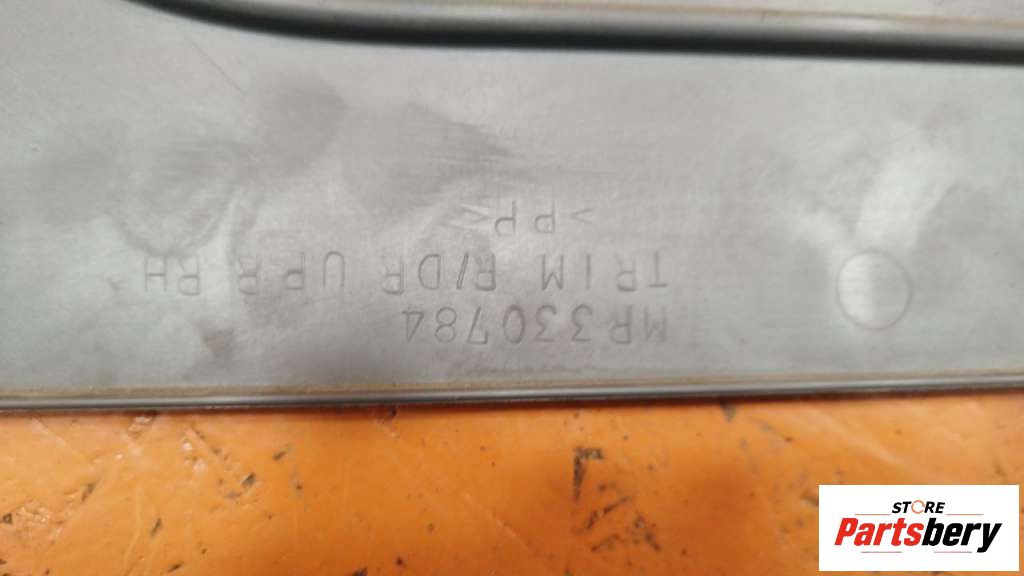 MR330784
TRIM R/DR UPR RH
>PP<
STORE
Partsbery